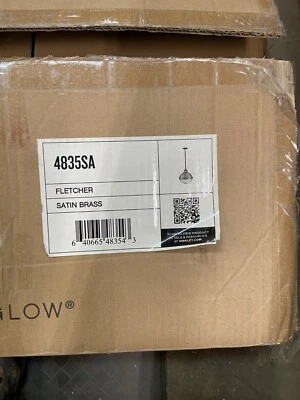 4835SA
FLETCHER
SATIN BRASS
6 40665 48354 3
GLOW®